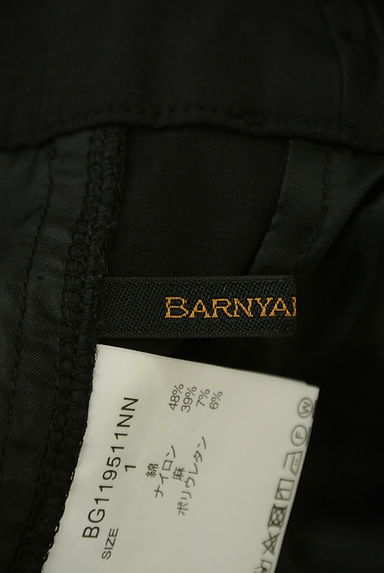 BARNYA
BG119511NN
SIZE 1
綿 48%
ナイロン 39%
麻 7%
ポリウレタン 6%
W
F